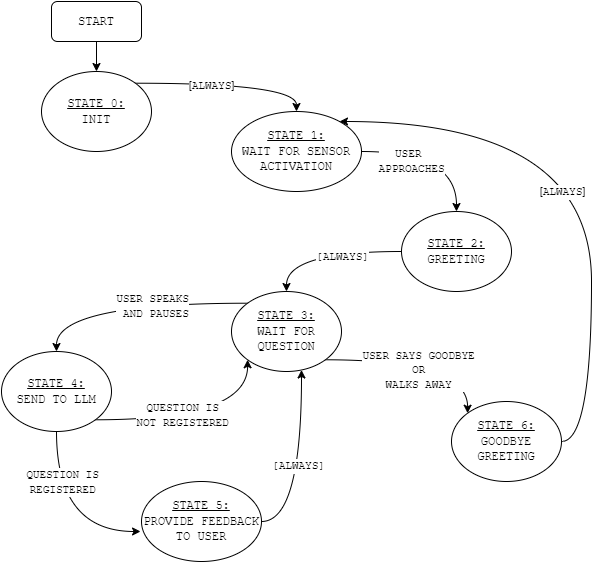 START
STATE 0:
INIT
[ALWAYS]
STATE 1:
WAIT FOR SENSOR
ACTIVATION
USER
APPROACHES
[ALWAYS]
STATE 2:
GREETING
[ALWAYS]
USER SPEAKS
AND PAUSES
STATE 3:
WAIT FOR
QUESTION
USER SAYS GOODBYE
OR
WALKS AWAY
STATE 4:
SEND TO LLM
QUESTION IS
NOT REGISTERED
STATE 6:
GOODBYE
GREETING
QUESTION IS
REGISTERED
[ALWAYS]
STATE 5:
PROVIDE FEEDBACK
TO USER